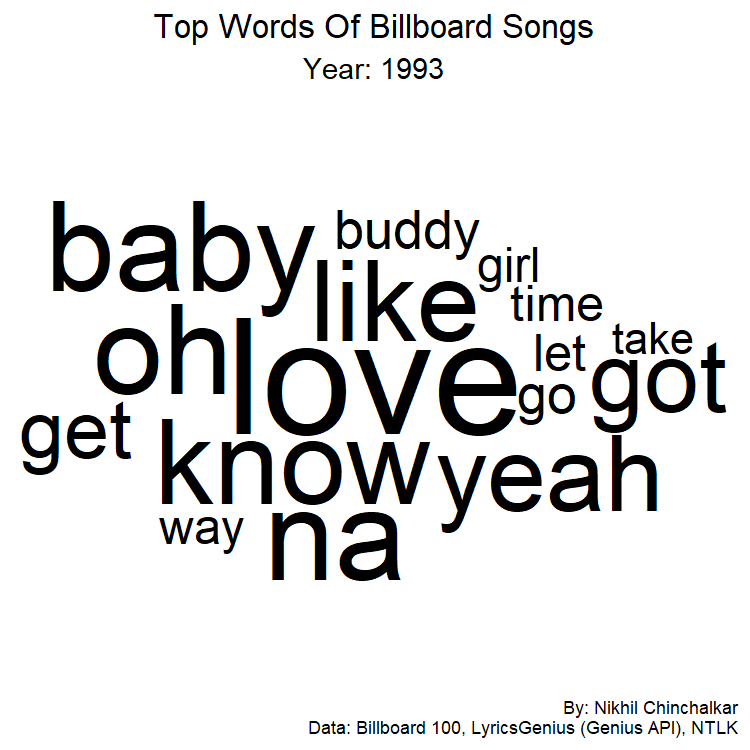 Top Words Of Billboard Songs
Year: 1993
baby
buddy
girl
like
time
oh
love
let
take
go
got
get
know
yeah
way
na
By: Nikhil Chinchalkar
Data: Billboard 100, LyricsGenius (Genius API), NTLK